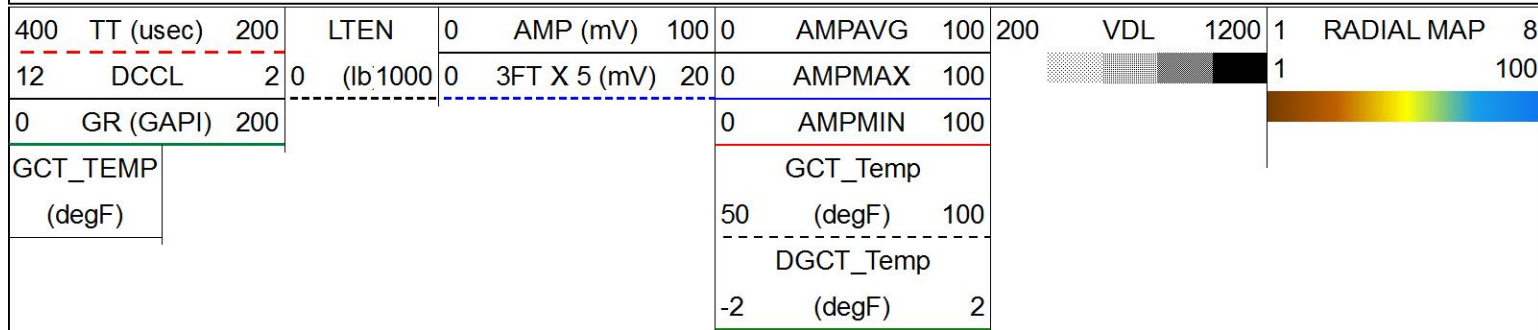 400 TT (usec) 200 LTEN 0 AMP (mV) 100 0 AMPAVG 100 200 VDL 1200 1 RADIAL MAP 8
12 DCCL 2 0 (lb 1000 0 3FT X 5 (mV) 20 0 AMPMAX 100 1 100
0 GR (GAPI) 200 0 AMPMIN 100
GCT_TEMP GCT_Temp
(degF) 50 (degF) 100
DGCT_Temp
-2 (degF) 2